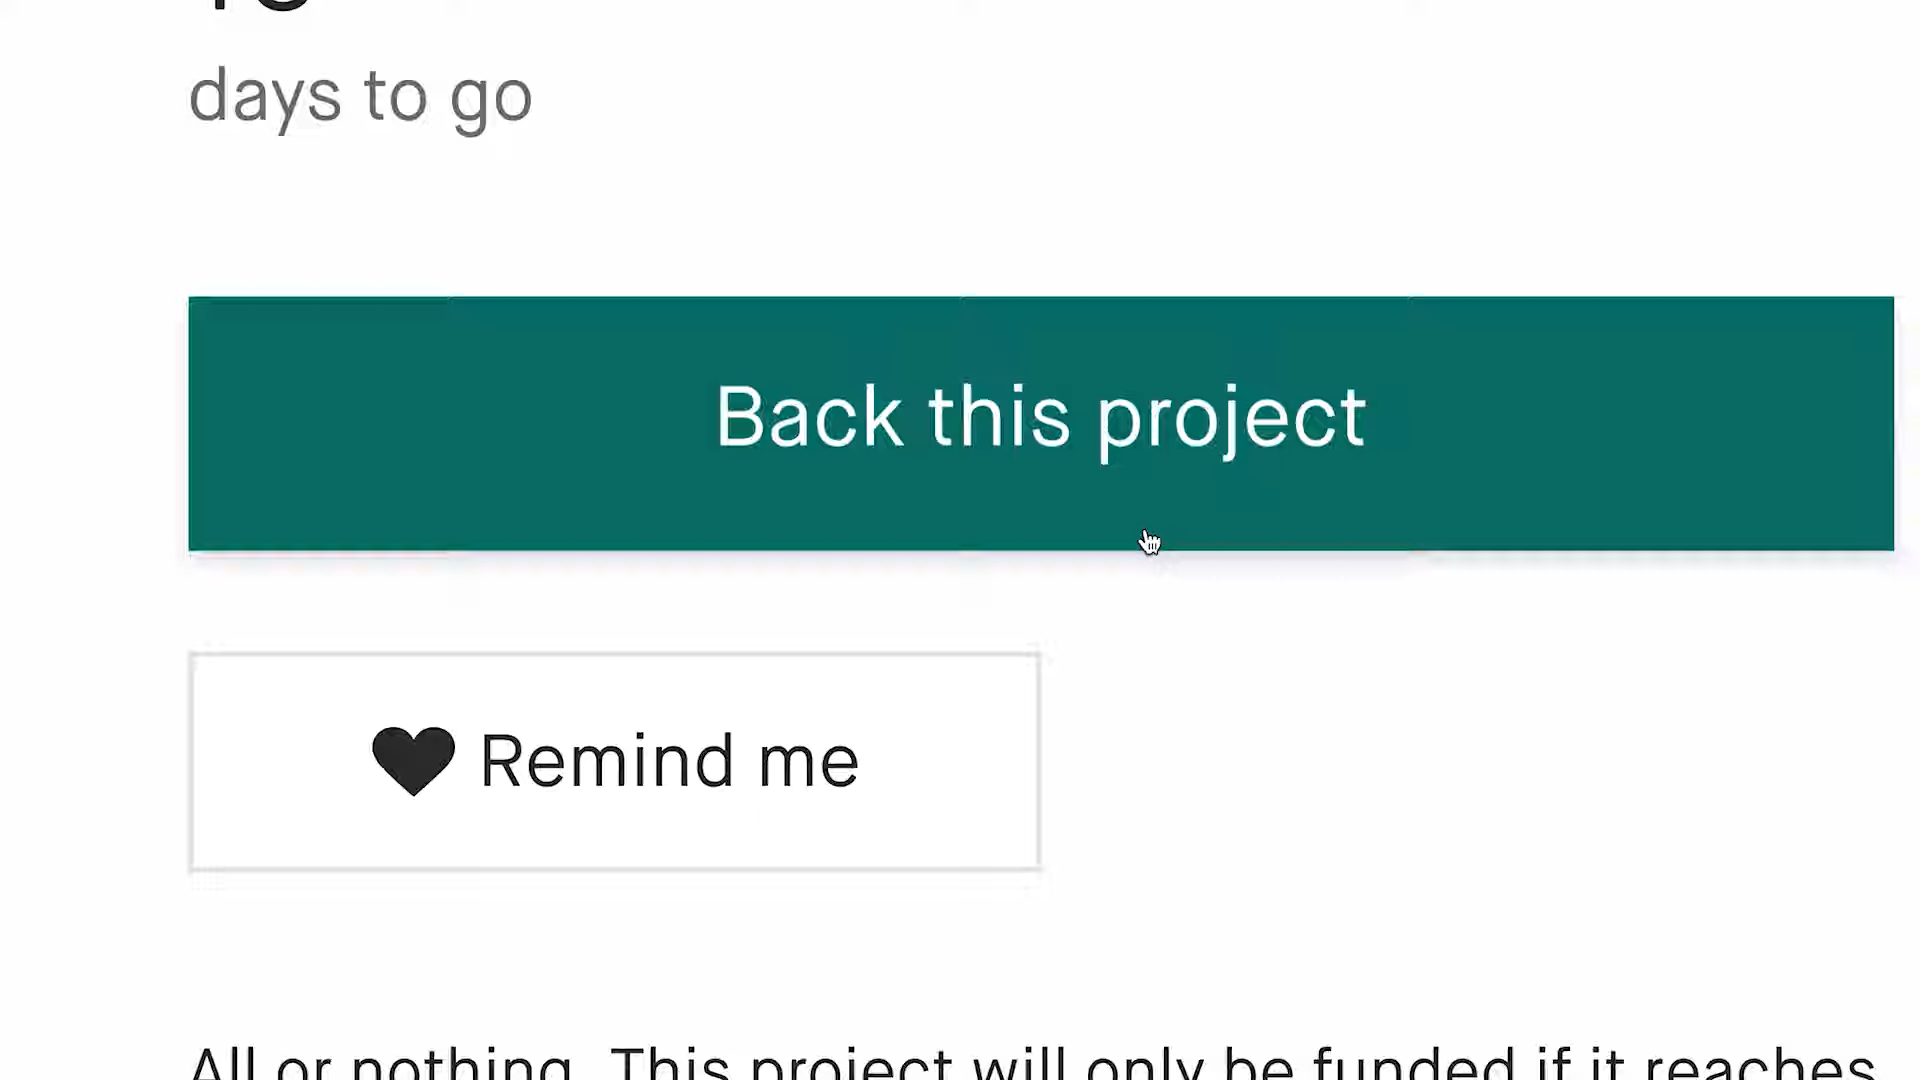 days to go
Back this project
Remind me
All or nothing. This project will only be funded if it reaches